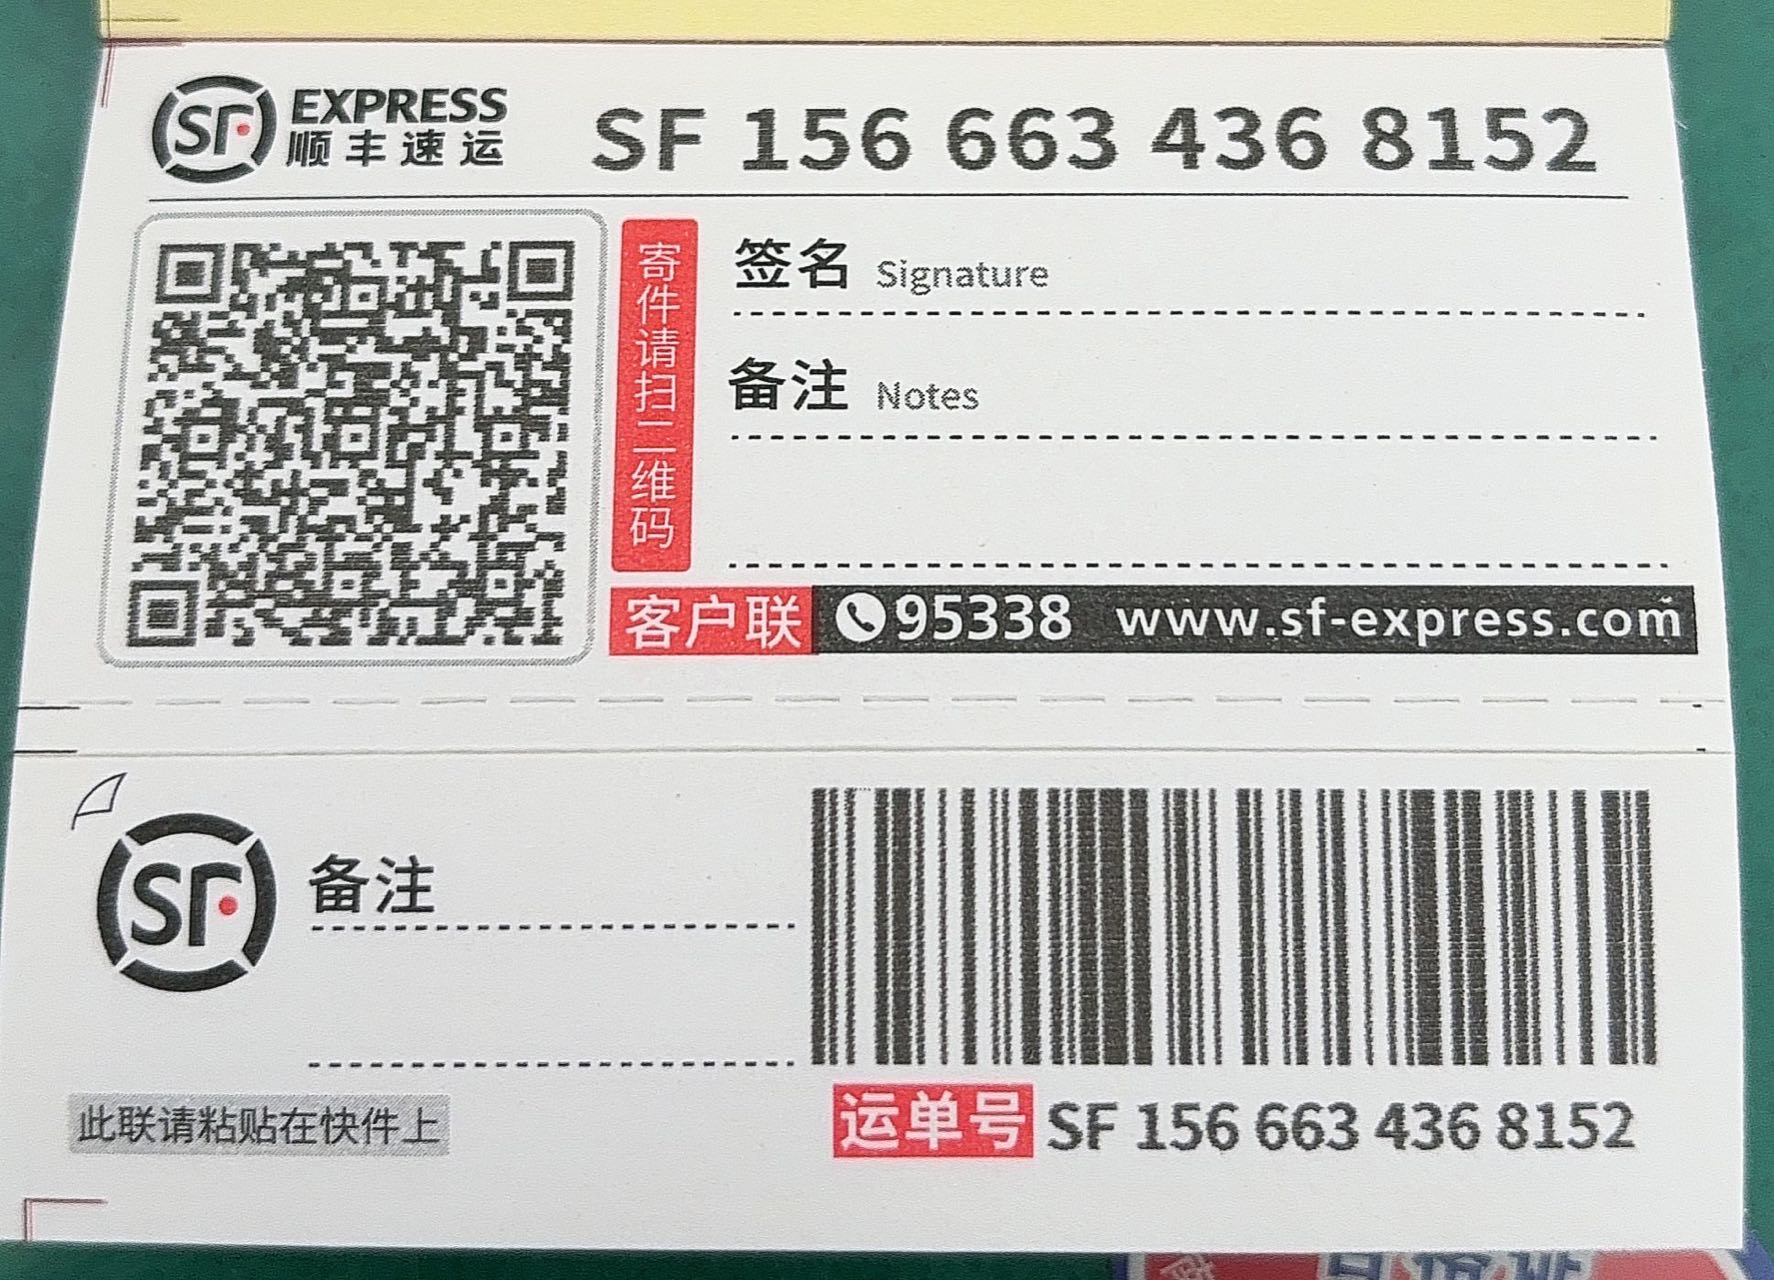 SF EXPRESS
顺丰速运
SF 156 663 436 8152
寄件请扫二维码
签名 Signature
备注 Notes
客户联 95338 www.sf-express.com
SF
备注
此联请粘贴在快件上
运单号 SF 156 663 436 8152